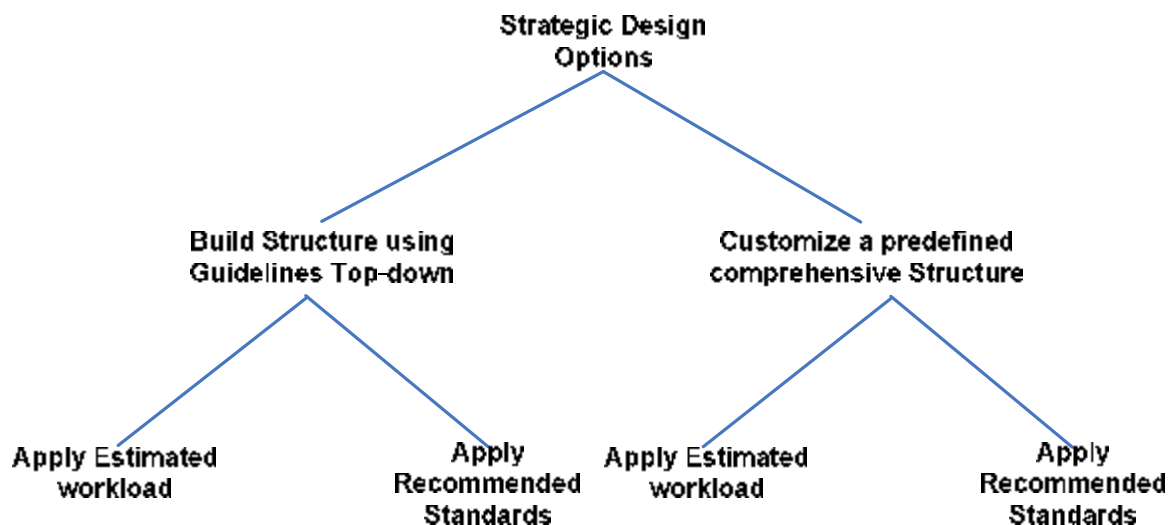 Strategic Design
Options
Build Structure using
Guidelines Top-down
Customize a predefined
comprehensive Structure
Apply Estimated
workload
Apply
Recommended
Standards
Apply Estimated
workload
Apply
Recommended
Standards